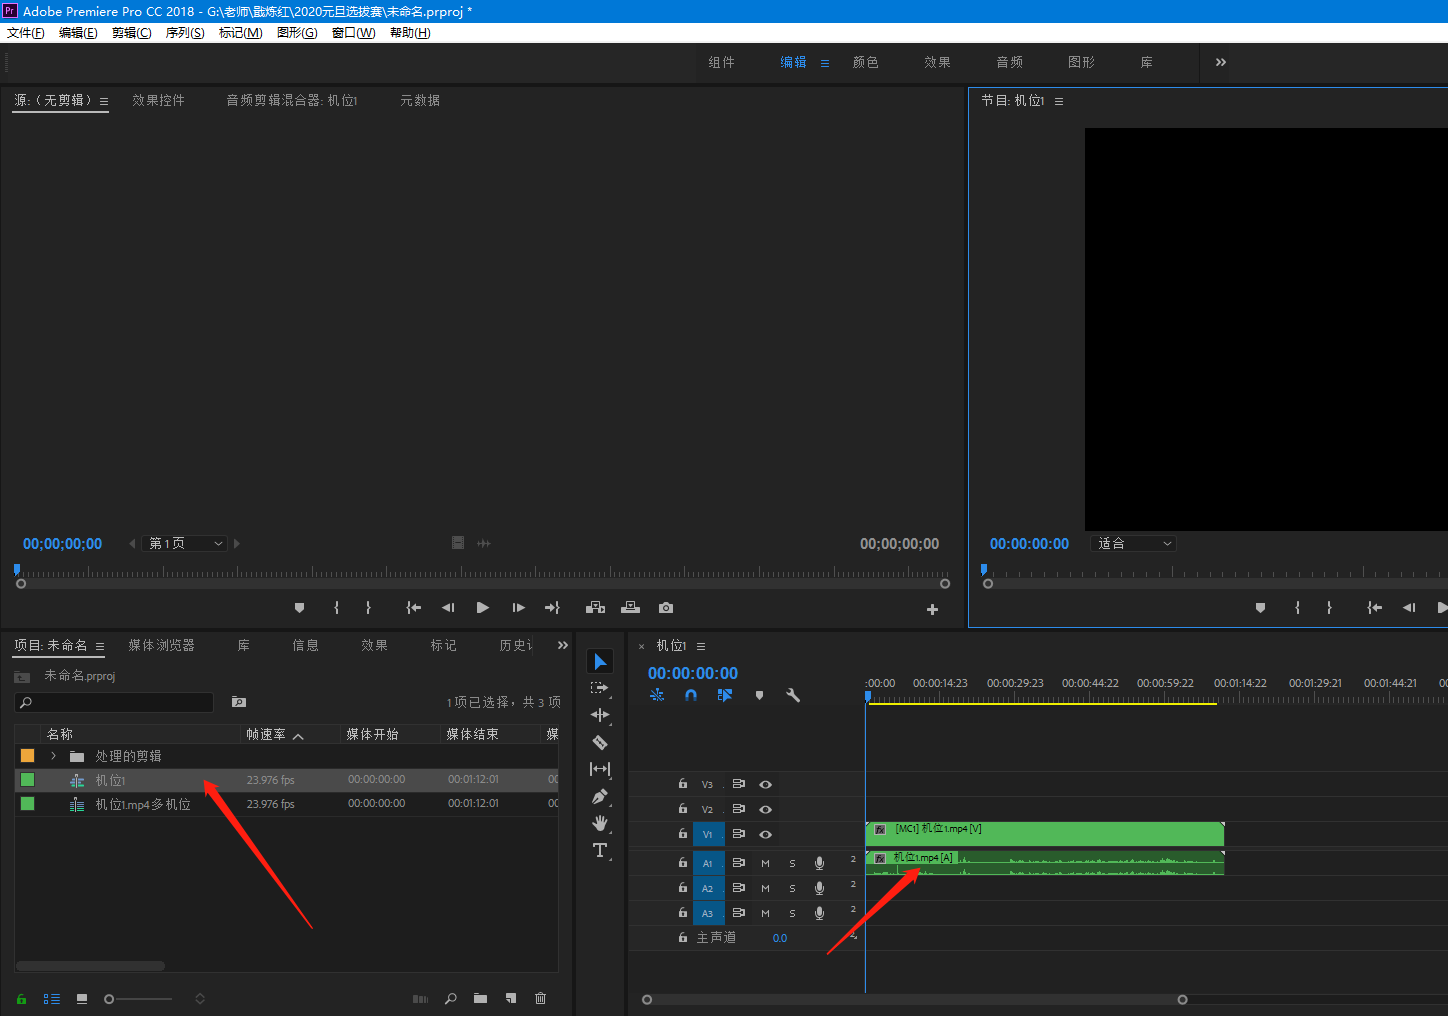 Adobe Premiere Pro CC 2018 - G:\老师\戬炼红\2020元旦选拔赛\未命名.prproj *
文件(F) 编辑(E) 剪辑(C) 序列(S) 标记(M) 图形(G) 窗口(W) 帮助(H)
组件 编辑 颜色 效果 音频 图形 库
源:（无剪辑） 效果控件 音频剪辑混合器: 机位1 元数据
节目: 机位1
00;00;00;00 第1页 00;00;00;00
00:00:00:00 适合
项目: 未命名 媒体浏览器 库 信息 效果 标记 历史
未命名.prproj
1项已选择，共 3 项
名称 帧速率 媒体开始 媒体结束 媒
处理的剪辑
机位1 23.976 fps 00:00:00:00 00:01:12:01 00
机位1.mp4多机位 23.976 fps 00:00:00:00 00:01:12:01 00
机位1
00:00:00:00
:00:00 00:00:14:23 00:00:29:23 00:00:44:22 00:00:59:22 00:01:14:22 00:01:29:21 00:01:44:21 00
V3
V2
V1 fx [MC1] 机位1.mp4 [V]
A1 M S 2 fx 机位1.mp4 [A]
A2 M S 2
A3 M S 2
主声道 0.0